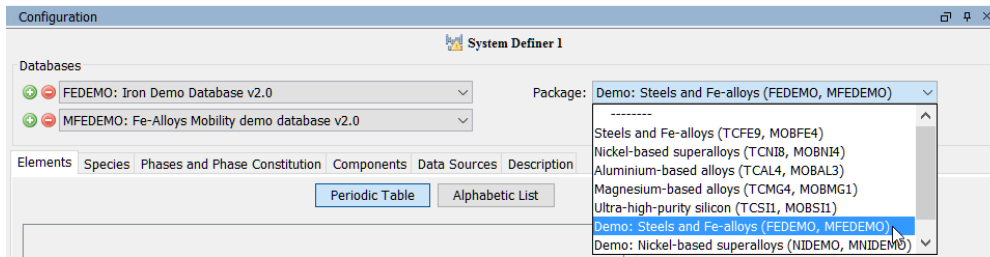 Configuration
System Definer 1
Databases
FEDEMO: Iron Demo Database v2.0
Package: Demo: Steels and Fe-alloys (FEDEMO, MFEDEMO)
MFEDEMO: Fe-Alloys Mobility demo database v2.0
--------
Steels and Fe-alloys (TCFE9, MOBFE4)
Nickel-based superalloys (TCNI8, MOBNI4)
Aluminium-based alloys (TCAL4, MOBAL3)
Magnesium-based alloys (TCMG4, MOBMG1)
Ultra-high-purity silicon (TCSI1, MOBSI1)
Demo: Steels and Fe-alloys (FEDEMO, MFEDEMO)
Demo: Nickel-based superalloys (NIDEMO, MNIDEMO)
Elements Species Phases and Phase Constitution Components Data Sources Description
Periodic Table Alphabetic List